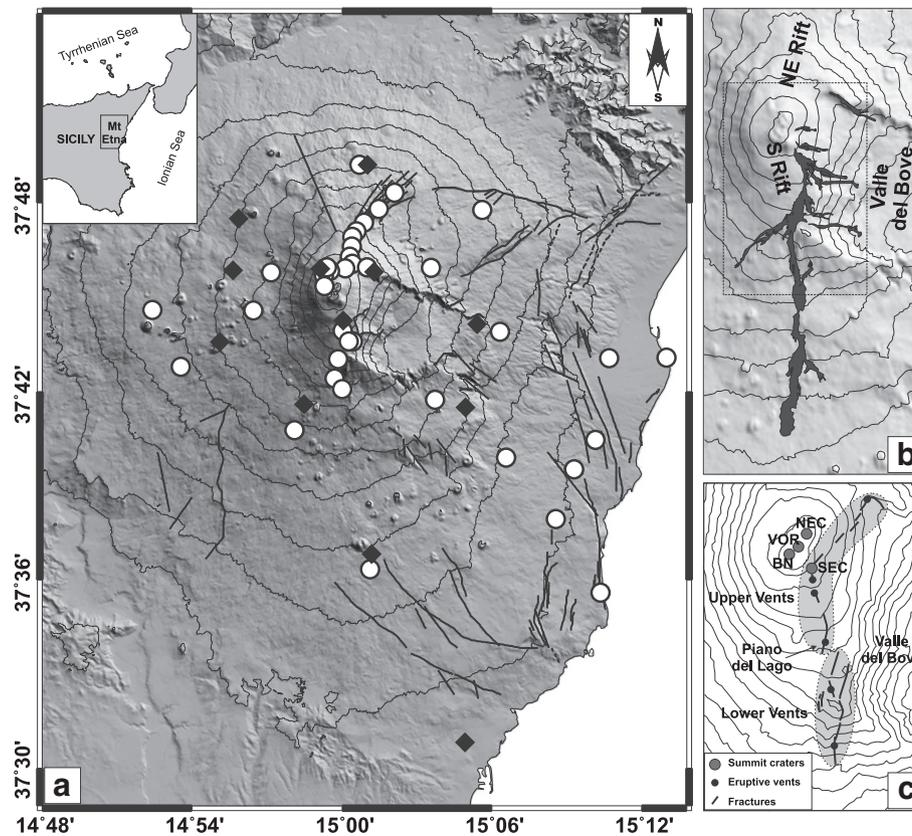 Tyrrhenian Sea
SICILY
Mt
Etna
Ionian Sea
N
S
37°48'
37°42'
37°36'
37°30'
a
14°48'
14°54'
15°00'
15°06'
15°12'
NE Rift
S Rift
Valle
del Bove
b
NEC
VOR
BN
SEC
Upper Vents
Piano
del Lago
Valle
del Bov
Lower Vents
Summit craters
Eruptive vents
Fractures
c